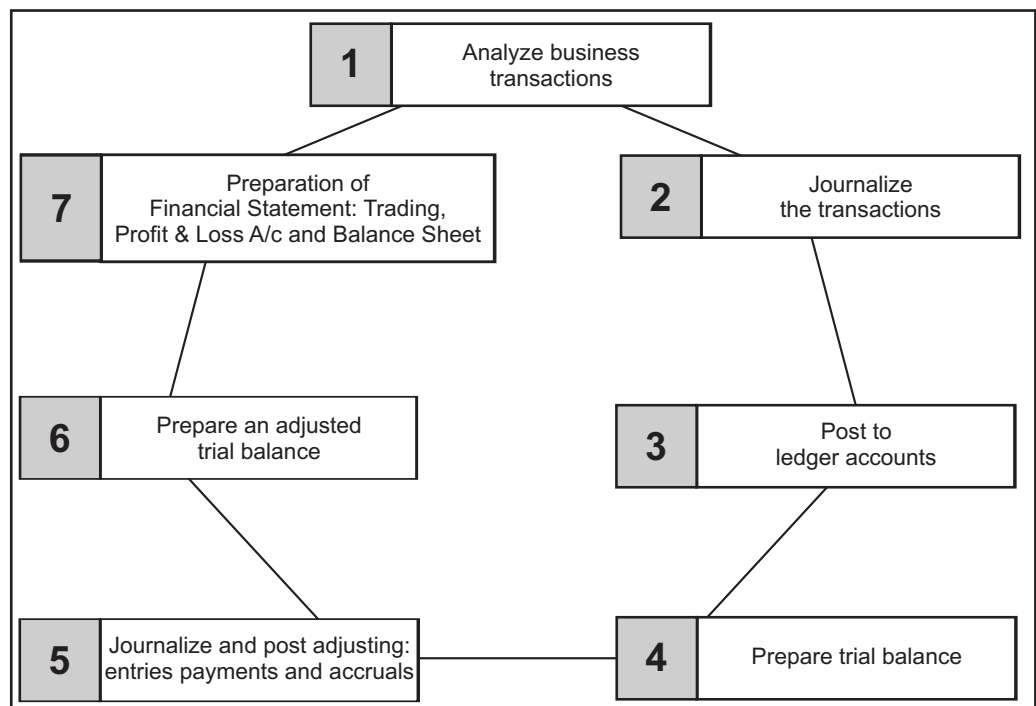 1
Analyze business
transactions
2
Journalize
the transactions
3
Post to
ledger accounts
4
Prepare trial balance
5
Journalize and post adjusting:
entries payments and accruals
6
Prepare an adjusted
trial balance
7
Preparation of
Financial Statement: Trading,
Profit & Loss A/c and Balance Sheet